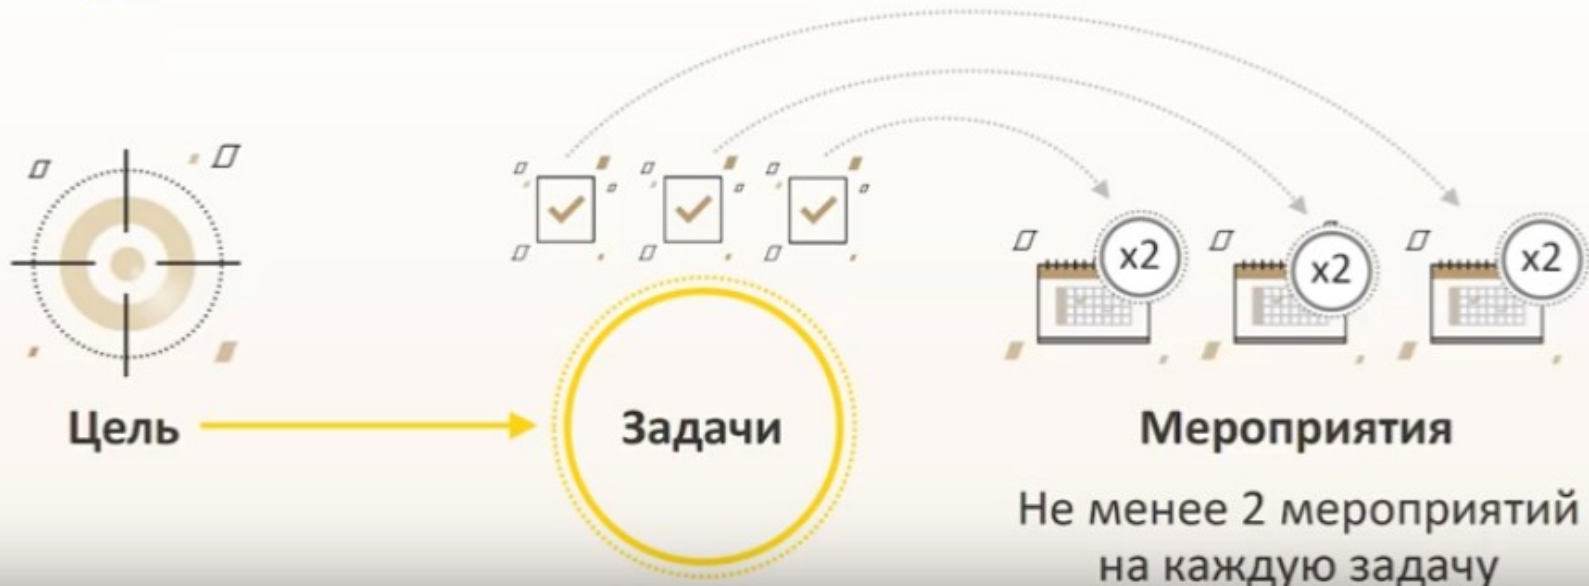 x2
x2
x2
Цель
Задачи
Мероприятия
Не менее 2 мероприятий
на каждую задачу